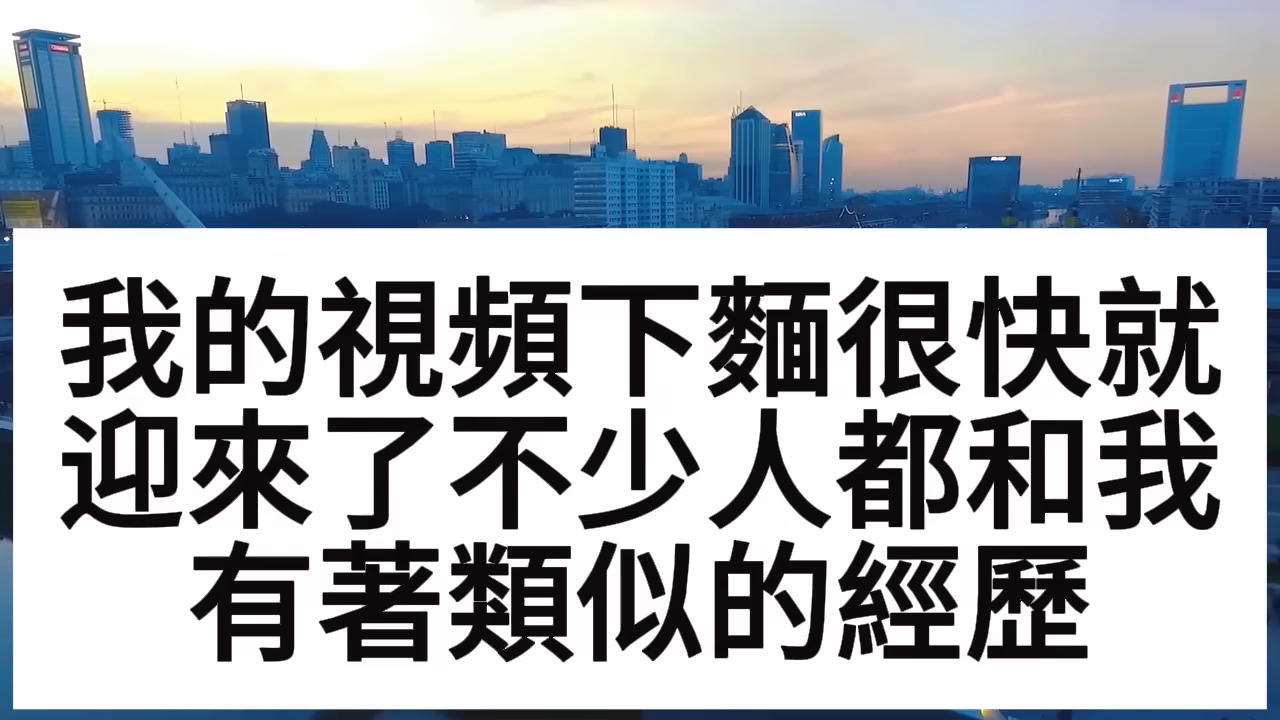 我的視頻下麵很快就
迎來了不少人都和我
有著類似的經歷